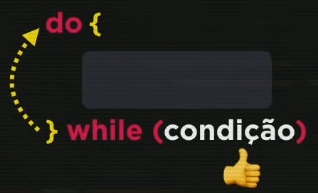 do {
} while (condição)